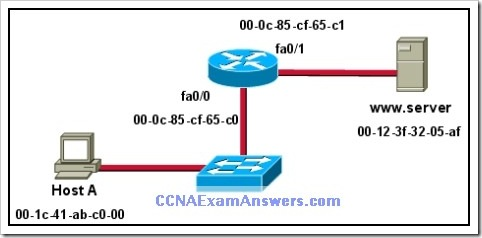 00-0c-85-cf-65-c1
fa0/1
fa0/0
00-0c-85-cf-65-c0
www.server
00-12-3f-32-05-af
Host A
00-1c-41-ab-c0-00
CCNAExamAnswers.com